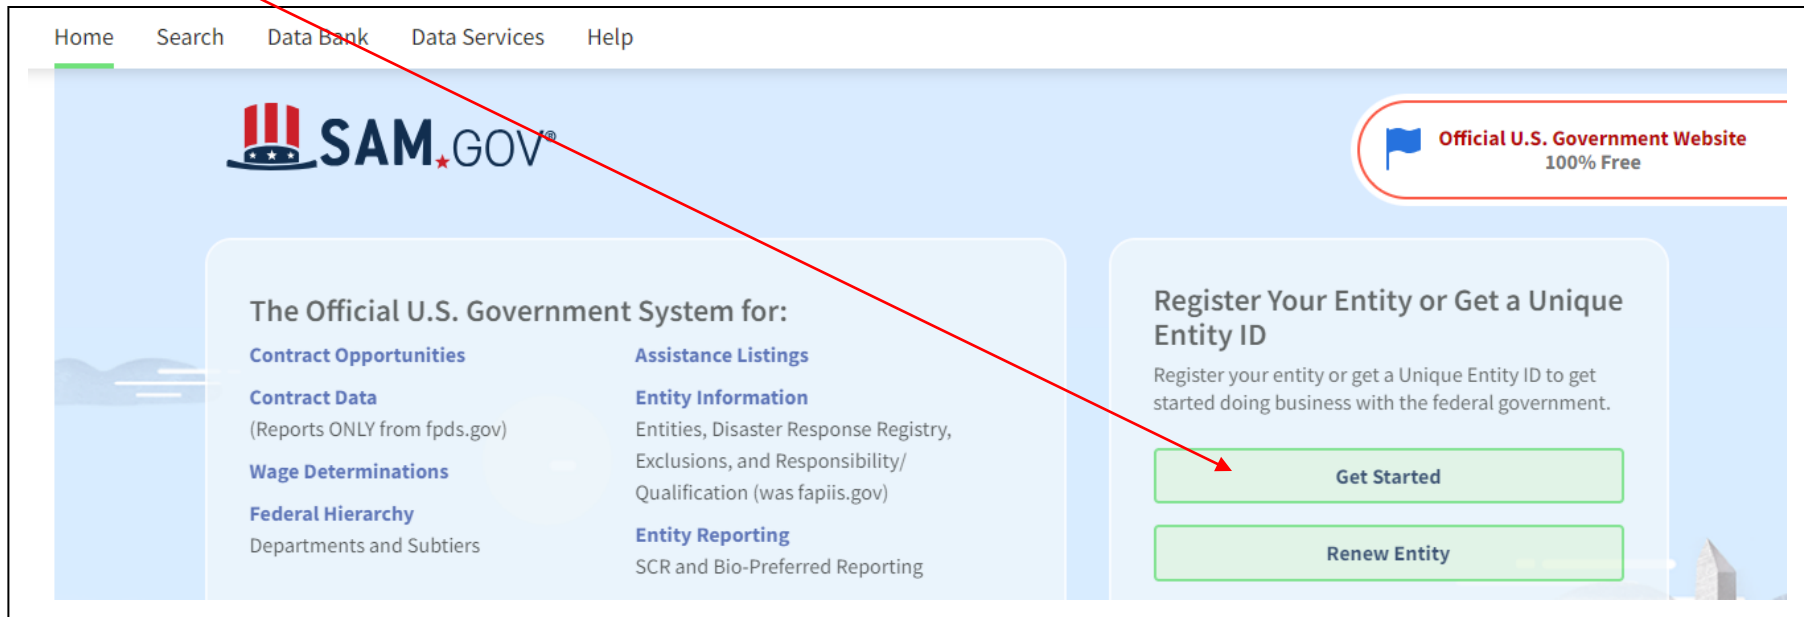 Home Search Data Bank Data Services Help
SAM.GOV®
Official U.S. Government Website
100% Free
The Official U.S. Government System for:
Contract Opportunities
Contract Data
(Reports ONLY from fpds.gov)
Wage Determinations
Federal Hierarchy
Departments and Subtiers
Assistance Listings
Entity Information
Entities, Disaster Response Registry,
Exclusions, and Responsibility/
Qualification (was fapiis.gov)
Entity Reporting
SCR and Bio-Preferred Reporting
Register Your Entity or Get a Unique
Entity ID
Register your entity or get a Unique Entity ID to get
started doing business with the federal government.
Get Started
Renew Entity